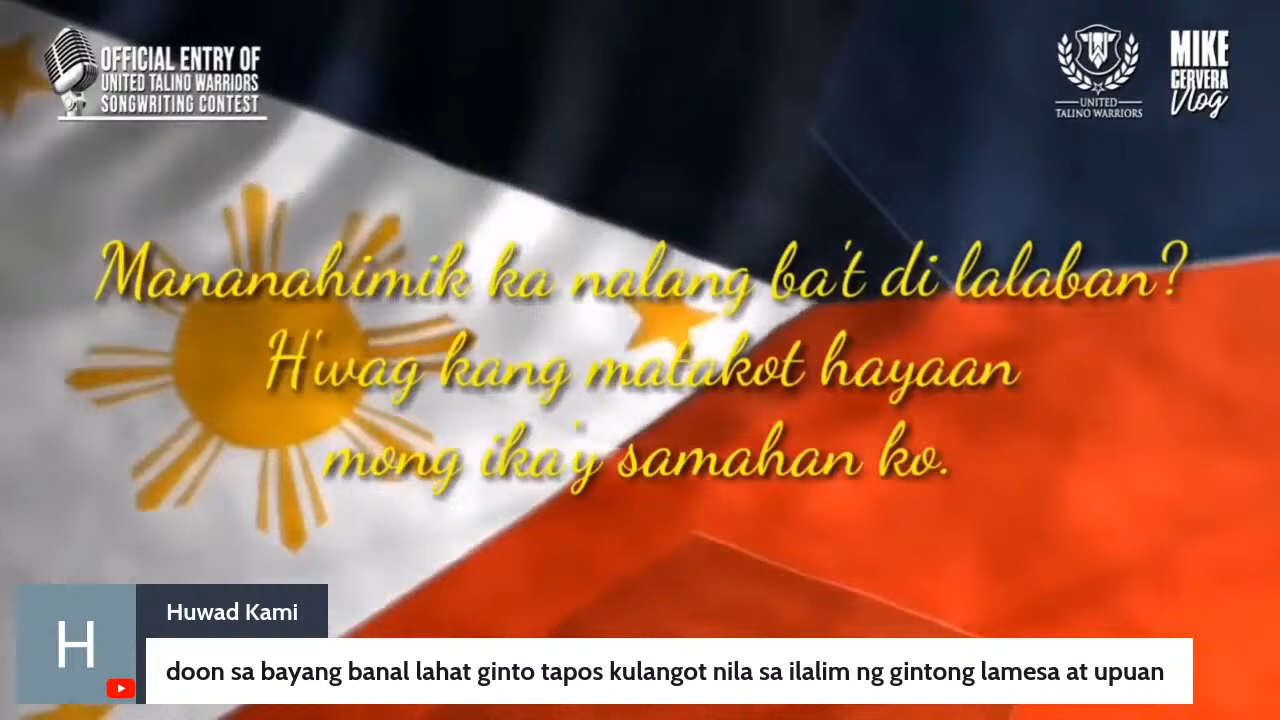 OFFICIAL ENTRY OF
UNITED TALINO WARRIORS
SONGWRITING CONTEST
UNITED
TALINO WARRIORS
MIKE
CERVERA
Vlog
Mananahimik ka nalang ba't di lalaban?
H'wag kang matakot hayaan
mong ika'y samahan ko.
H
Huwad Kami
doon sa bayang banal lahat ginto tapos kulangot nila sa ilalim ng gintong lamesa at upuan